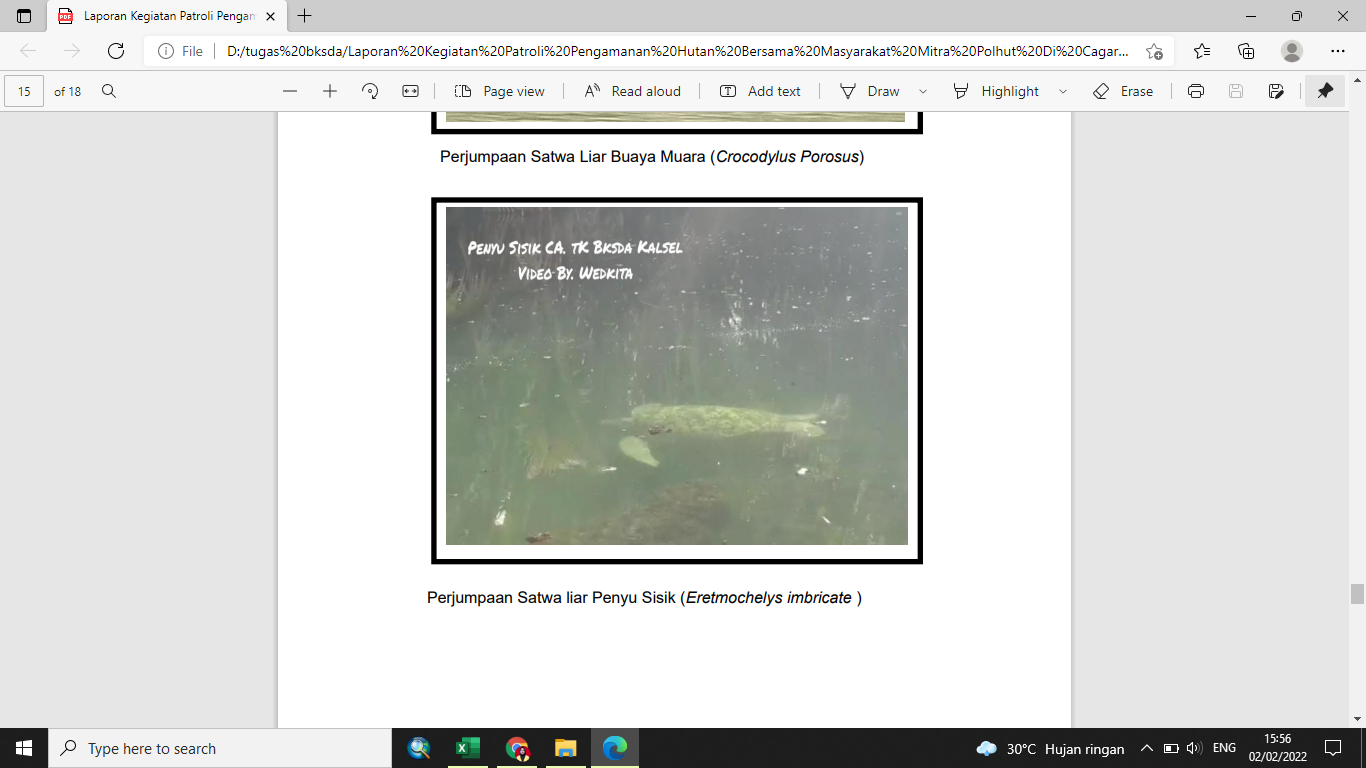 Laporan Kegiatan Patroli Pengam
File
D:/tugas%20bksda/Laporan%20Kegiatan%20Patroli%20Pengamanan%20Hutan%20Bersama%20Masyarakat%20Mitra%20Polhut%20Di%20Cagar...
15 of 18
Page view
Read aloud
Add text
Draw
Highlight
Erase
Perjumpaan Satwa Liar Buaya Muara (Crocodylus Porosus)
Penyu Sisik CA. TK Bksda Kalsel
Video By. Wedkita
Perjumpaan Satwa liar Penyu Sisik (Eretmochelys imbricate )
Type here to search
30°C Hujan ringan
ENG
15:56
02/02/2022